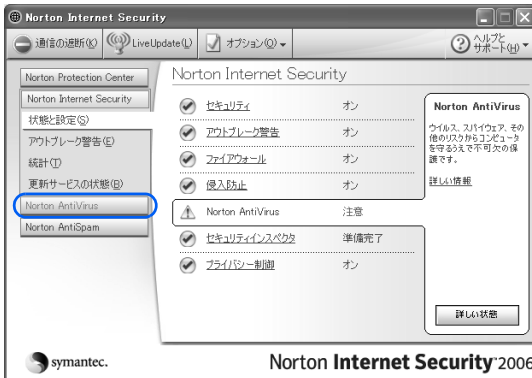 Norton Internet Security
通信の遮断(K) LiveUpdate(L) オプション(O) ヘルプと サポート(H)
Norton Protection Center
Norton Internet Security
状態と設定(S)
アウトブレーク警告(E)
統計(T)
更新サービスの状態(B)
Norton AntiVirus
Norton AntiSpam
Norton Internet Security
セキュリティ オン
アウトブレーク警告 オン
ファイアウォール オン
侵入防止 オン
Norton AntiVirus 注意
セキュリティインスペクタ 準備完了
プライバシー制御 オン
Norton AntiVirus
ウイルス、スパイウェア、その
他のリスクからコンピュータ
を守るうえで不可欠の保
護です。
詳しい情報
詳しい状態
symantec.
Norton Internet Security 2006